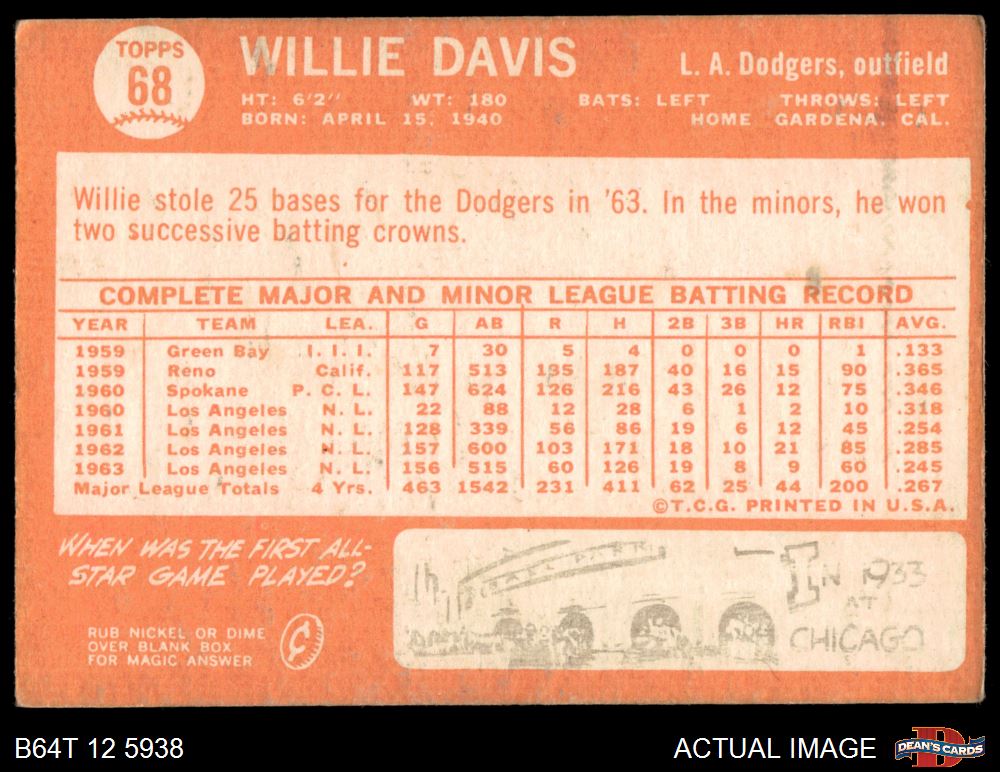 TOPPS
68
WILLIE DAVIS
L. A. Dodgers, outfield
HT: 6'2" WT: 180 BATS: LEFT THROWS: LEFT
BORN: APRIL 15, 1940 HOME GARDENA, CAL.
Willie stole 25 bases for the Dodgers in '63. In the minors, he won
two successive batting crowns.
COMPLETE MAJOR AND MINOR LEAGUE BATTING RECORD
YEAR TEAM LEA. G AB R H 2B 3B HR RBI AVG.
1959 Green Bay I. I. I. 7 30 5 4 0 0 0 1 .133
1959 Reno Calif. 117 513 135 187 40 16 15 90 .365
1960 Spokane P. C. L. 147 624 126 216 43 26 12 75 .346
1960 Los Angeles N. L. 22 88 12 28 6 1 2 10 .318
1961 Los Angeles N. L. 128 339 56 86 19 6 12 45 .254
1962 Los Angeles N. L. 157 600 103 171 18 10 21 85 .285
1963 Los Angeles N. L. 156 515 60 126 19 8 9 60 .245
Major League Totals 4 Yrs. 463 1542 231 411 62 25 44 200 .267
©T.C.G. PRINTED IN U.S.A.
WHEN WAS THE FIRST ALL-
STAR GAME PLAYED?
RUB NICKEL OR DIME
OVER BLANK BOX
FOR MAGIC ANSWER
¢
BALL PARK
IN 1933
AT
CHICAGO
B64T 12 5938
ACTUAL IMAGE
DEAN'S CARDS